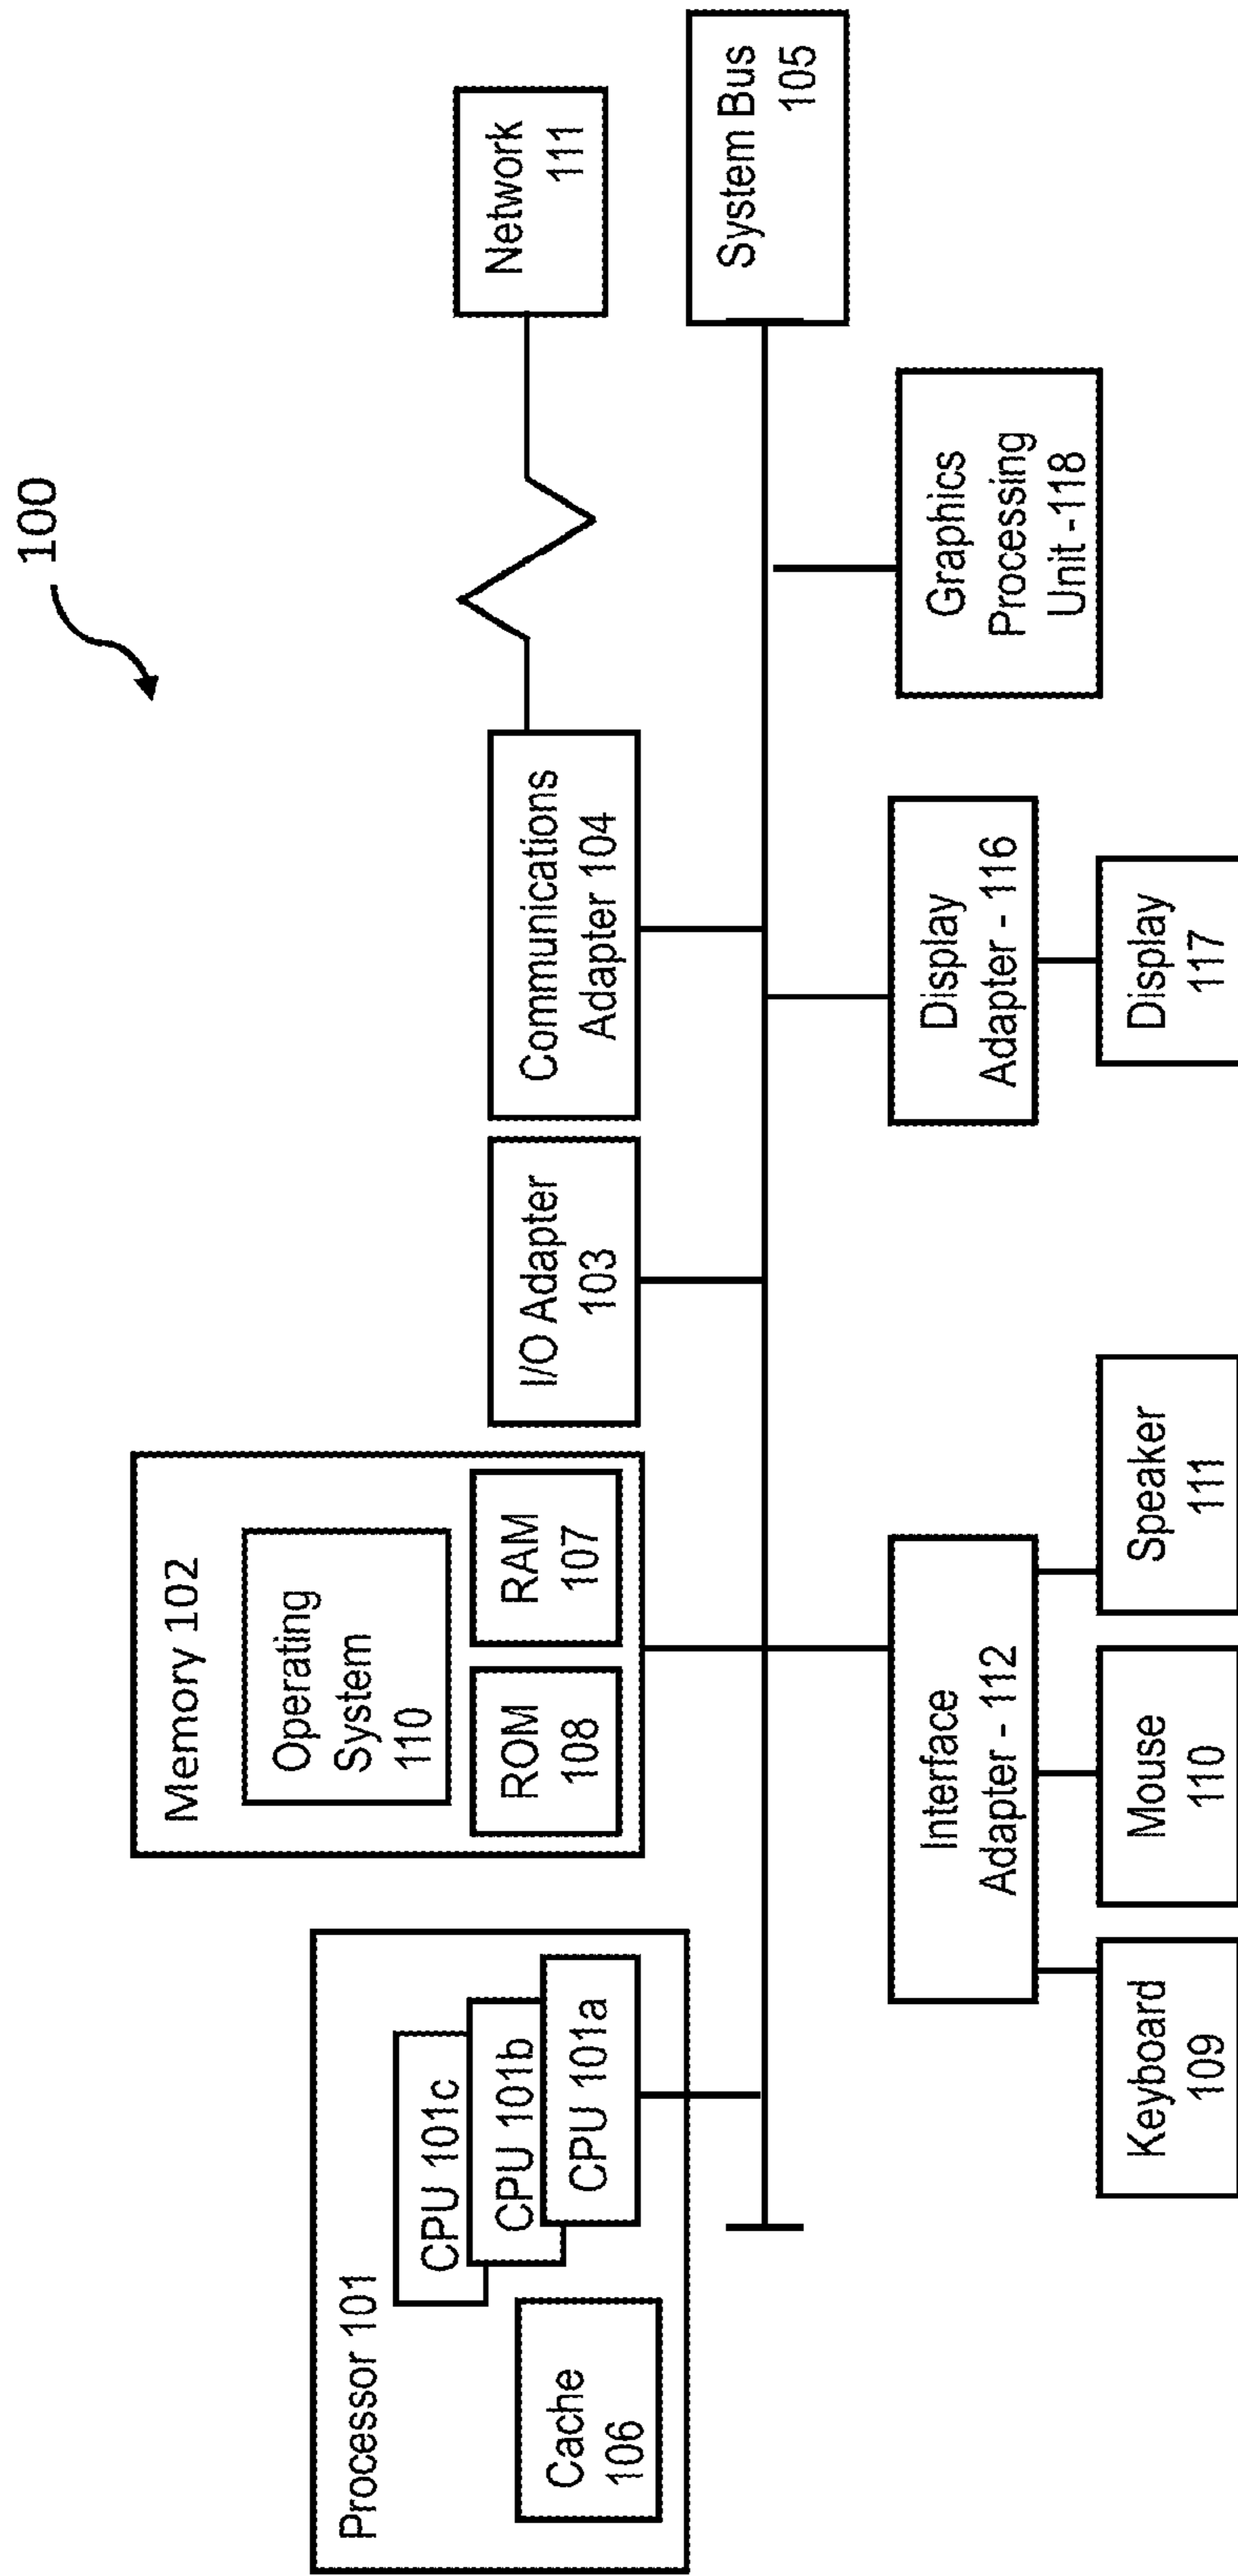 100
Processor 101
CPU 101c
CPU 101b
CPU 101a
Cache
106
Memory 102
Operating
System
110
ROM
108
RAM
107
I/O Adapter
103
Communications
Adapter 104
Network
111
System Bus
105
Interface
Adapter - 112
Keyboard
109
Mouse
110
Speaker
111
Display
Adapter - 116
Display
117
Graphics
Processing
Unit -118